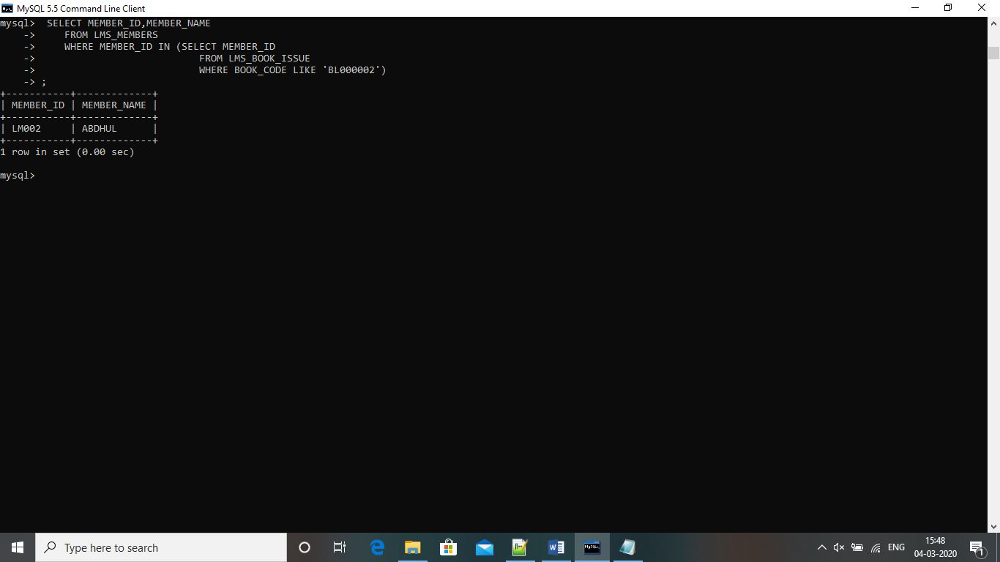 MySQL 5.5 Command Line Client
mysql>  SELECT MEMBER_ID,MEMBER_NAME
    ->     FROM LMS_MEMBERS
    ->     WHERE MEMBER_ID IN (SELECT MEMBER_ID
    ->                            FROM LMS_BOOK_ISSUE
    ->                            WHERE BOOK_CODE LIKE 'BL000002')
    -> ;
+-----------+-------------+
| MEMBER_ID | MEMBER_NAME |
+-----------+-------------+
| LM002     | ABDHUL      |
+-----------+-------------+
1 row in set (0.00 sec)
mysql>
Type here to search
ENG
15:48
04-03-2020
1